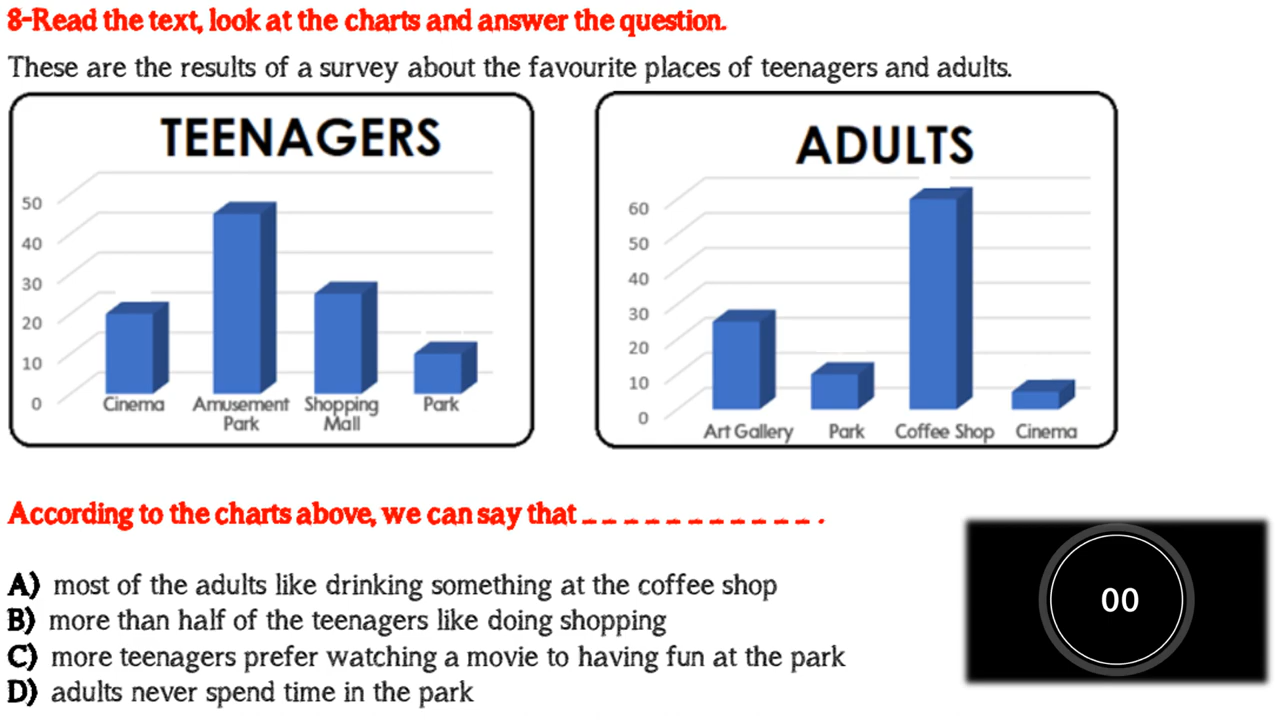 8-Read the text, look at the charts and answer the question.
These are the results of a survey about the favourite places of teenagers and adults.
TEENAGERS
50
40
30
20
10
0
Cinema
Amusement Park
Shopping Mall
Park
ADULTS
60
50
40
30
20
10
0
Art Gallery
Park
Coffee Shop
Cinema
According to the charts above, we can say that _ _ _ _ _ _ _ _ _ _ _ _ .
A) most of the adults like drinking something at the coffee shop
B) more than half of the teenagers like doing shopping
C) more teenagers prefer watching a movie to having fun at the park
D) adults never spend time in the park
00